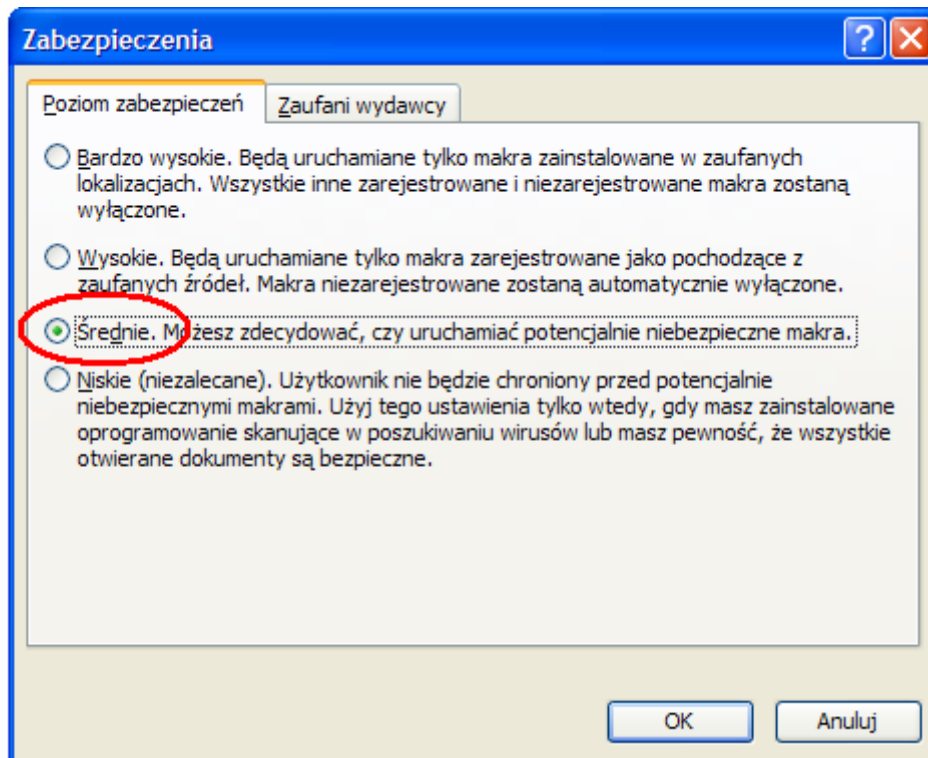 Zabezpieczenia
Poziom zabezpieczeń
Zaufani wydawcy
Bardzo wysokie. Będą uruchamiane tylko makra zainstalowane w zaufanych
lokalizacjach. Wszystkie inne zarejestrowane i niezarejestrowane makra zostaną
wyłączone.
Wysokie. Będą uruchamiane tylko makra zarejestrowane jako pochodzące z
zaufanych źródeł. Makra niezarejestrowane zostaną automatycznie wyłączone.
Średnie. Możesz zdecydować, czy uruchamiać potencjalnie niebezpieczne makra.
Niskie (niezalecane). Użytkownik nie będzie chroniony przed potencjalnie
niebezpiecznymi makrami. Użyj tego ustawienia tylko wtedy, gdy masz zainstalowane
oprogramowanie skanujące w poszukiwaniu wirusów lub masz pewność, że wszystkie
otwierane dokumenty są bezpieczne.
OK
Anuluj